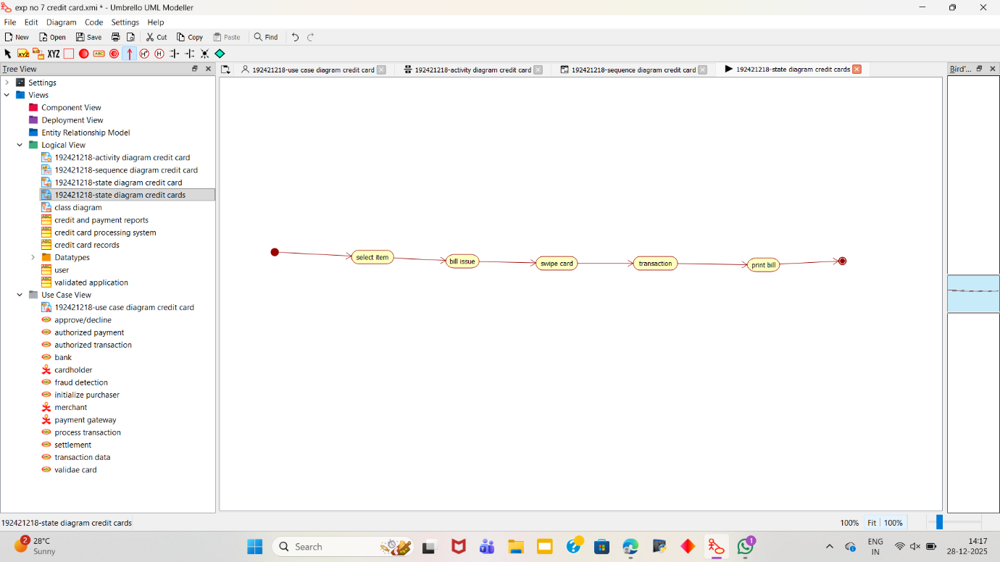 exp no 7 credit card.xmi * - Umbrello UML Modeller
File Edit Diagram Code Settings Help
New Open Save Cut Copy Paste Find
XYZ XYZ ABC H* H
Tree View
192421218-use case diagram credit card 192421218-activity diagram credit card 192421218-sequence diagram credit card 192421218-state diagram credit cards
Bird'...
Settings
Views
Component View
Deployment View
Entity Relationship Model
Logical View
192421218-activity diagram credit card
192421218-sequence diagram credit card
192421218-state diagram credit card
192421218-state diagram credit cards
class diagram
credit and payment reports
credit card processing system
credit card records
Datatypes
user
validated application
Use Case View
192421218-use case diagram credit card
approve/decline
authorized payment
authorized transaction
bank
cardholder
fraud detection
initialize purchaser
merchant
payment gateway
process transaction
settlement
transaction data
validae card
select item
bill issue
swipe card
transaction
print bill
192421218-state diagram credit cards
100% Fit 100%
2
28°C
Sunny
Search
1
ENG
IN
14:17
28-12-2025